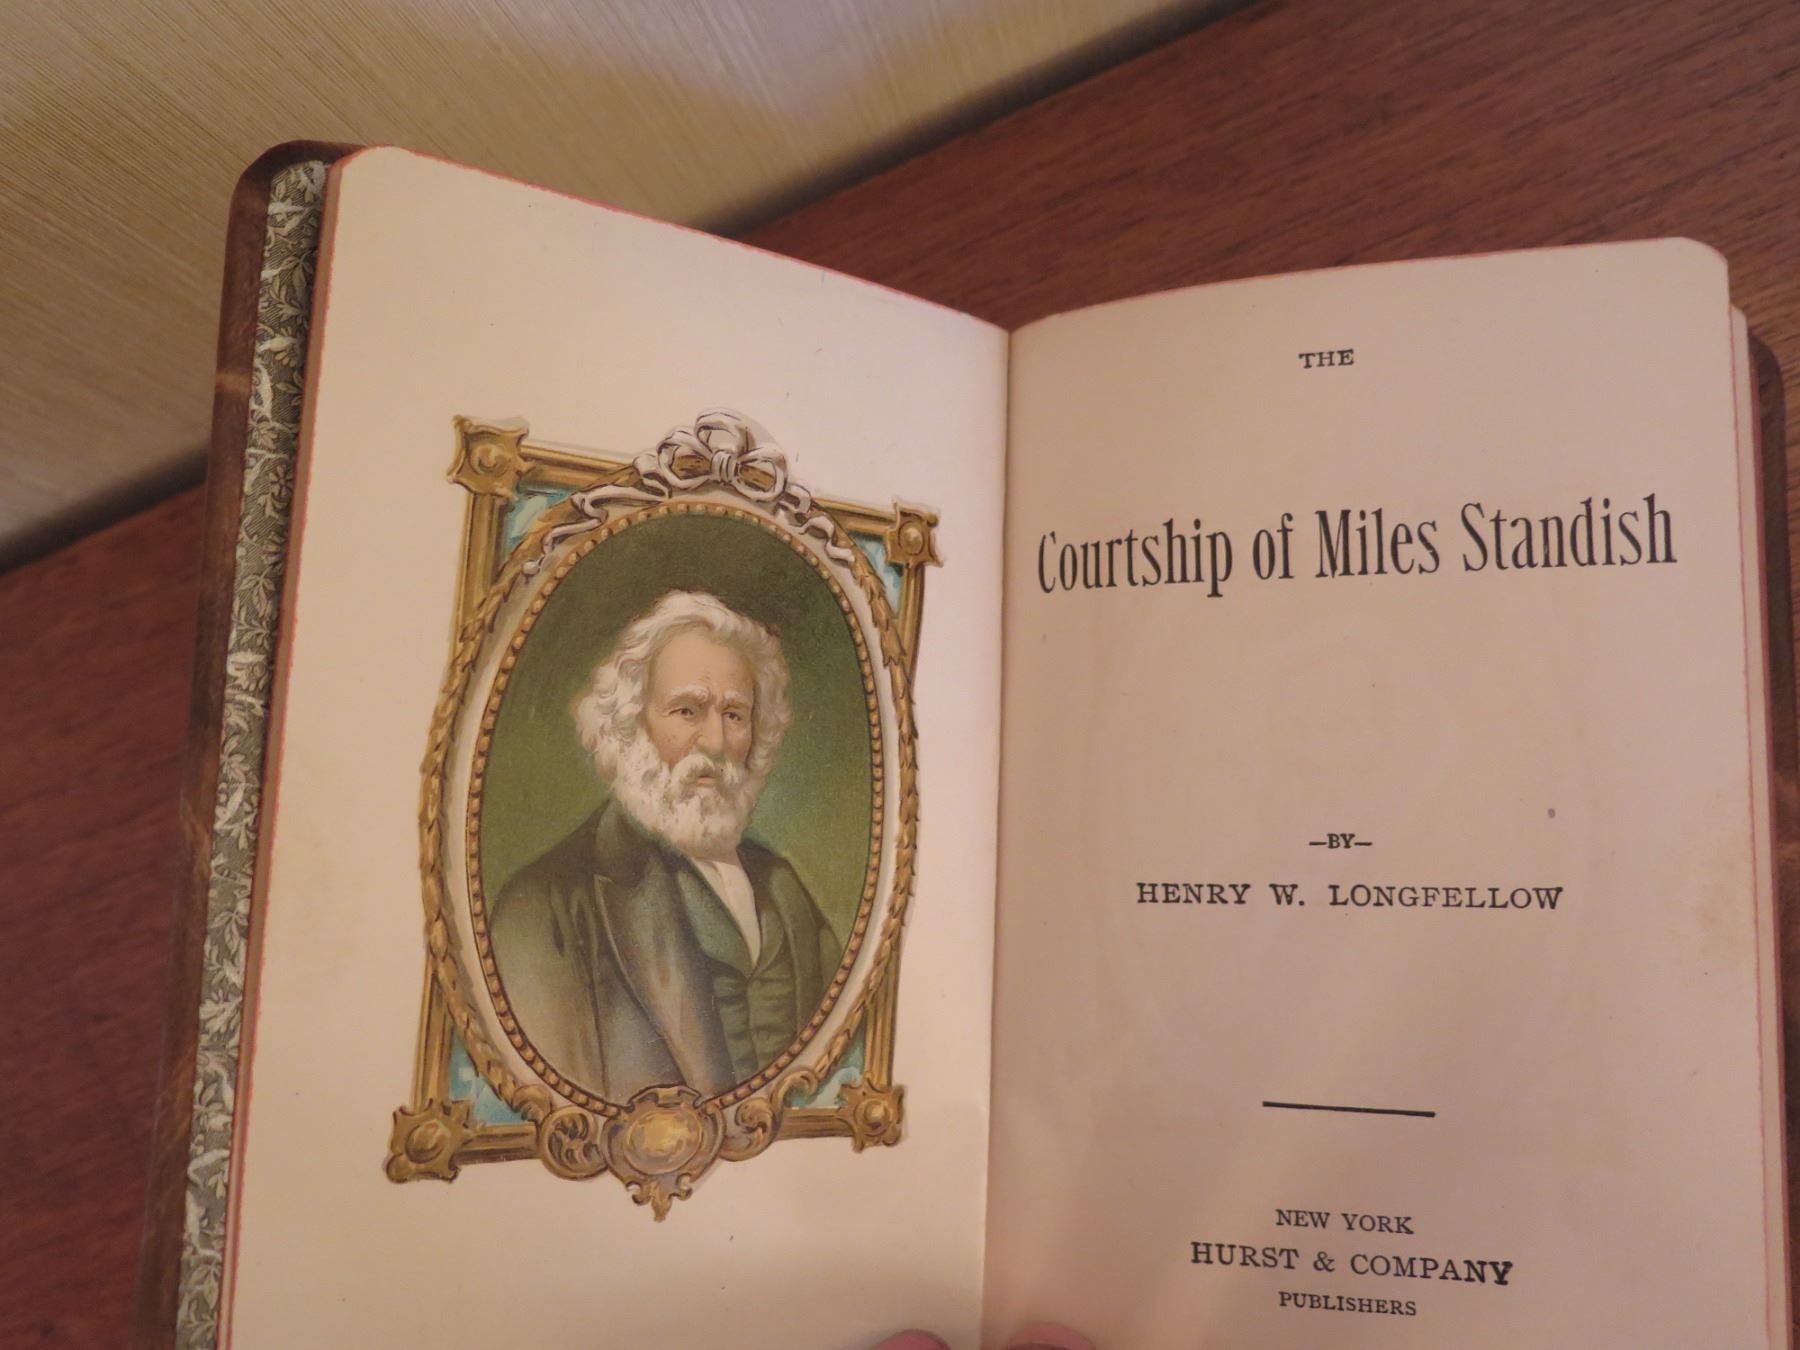 THE
Courtship of Miles Standish
—BY—
HENRY W. LONGFELLOW
NEW YORK
HURST & COMPANY
PUBLISHERS